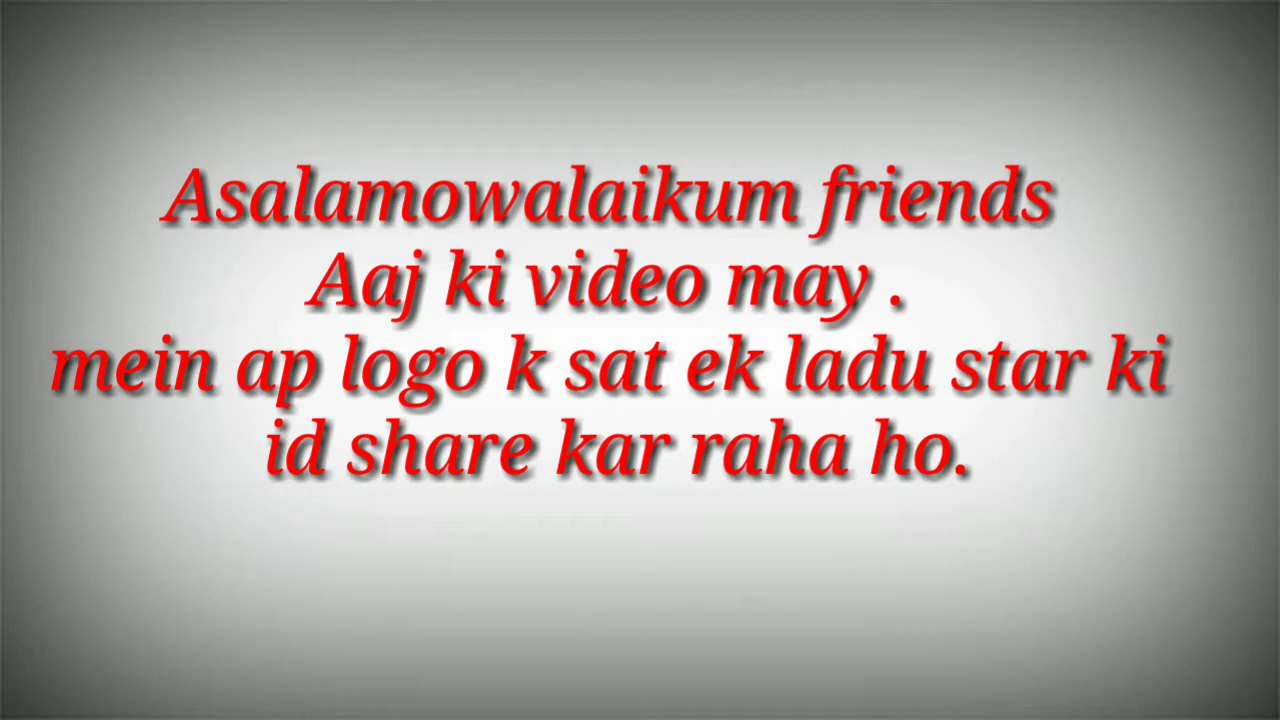 Asalamowalaikum friends
Aaj ki video may .
mein ap logo k sat ek ladu star ki
id share kar raha ho.